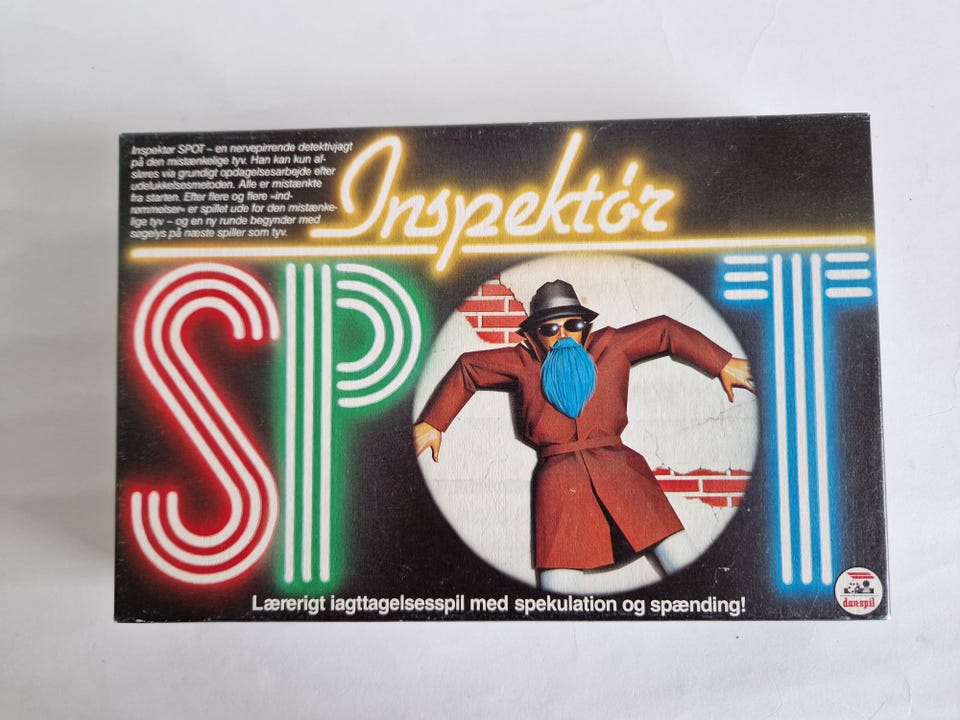 Inspektør SPOT – en nervepirrende detektivjagt
på den mistænkelige tyv. Han kan kun af-
sløres via grundigt opdagelsesarbejde efter
udelukkelsesmetoden. Alle er mistænkte
fra starten. Efter flere og flere »ind-
rømmelser« er spillet ude for den mistænke-
lige tyv – og en ny runde begynder med
søgelys på næste spiller som tyv.
Inspektør
SPOT
Lærerigt iagttagelsesspil med spekulation og spænding!
dan-spil